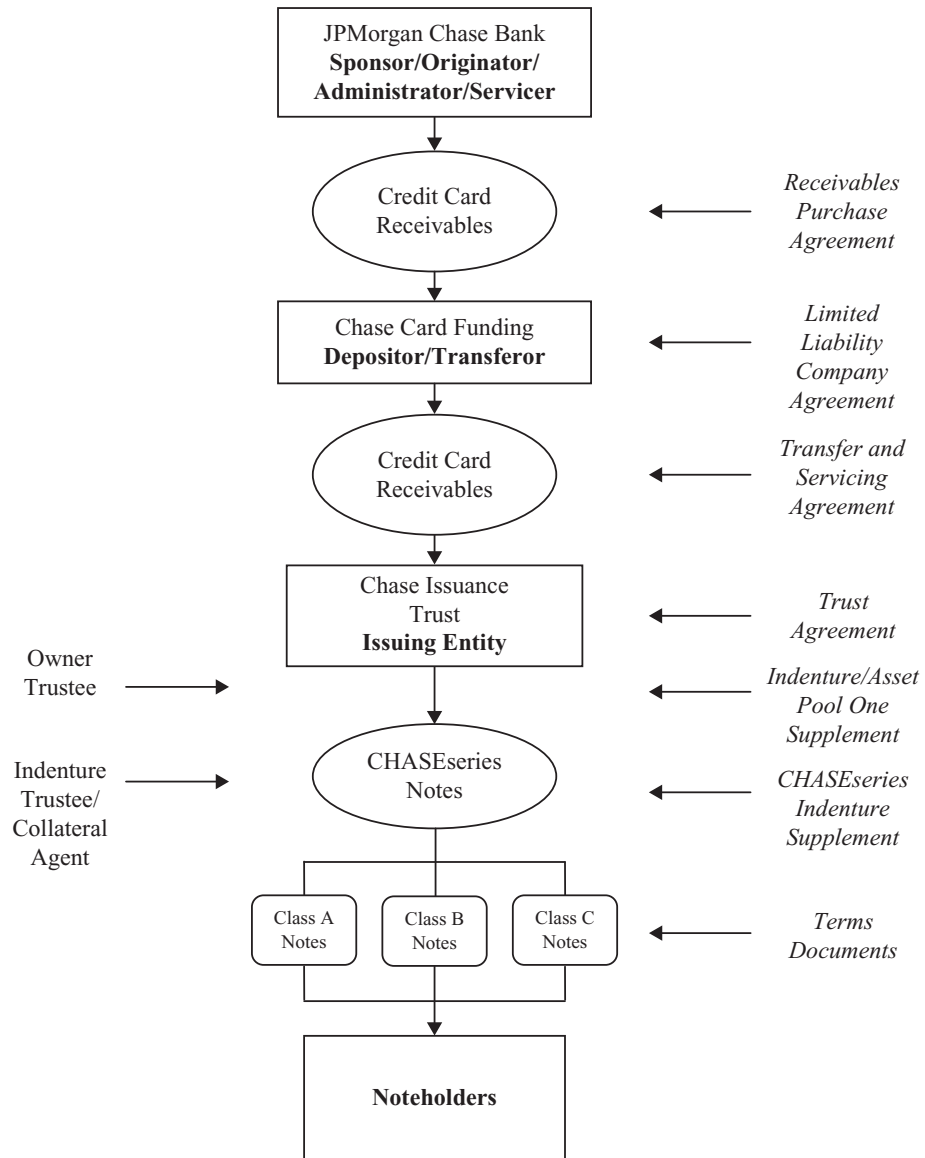 JPMorgan Chase Bank
Sponsor/Originator/
Administrator/Servicer
Credit Card
Receivables
Receivables
Purchase
Agreement
Chase Card Funding
Depositor/Transferor
Limited
Liability
Company
Agreement
Credit Card
Receivables
Transfer and
Servicing
Agreement
Chase Issuance
Trust
Issuing Entity
Trust
Agreement
Owner
Trustee
Indenture/Asset
Pool One
Supplement
Indenture
Trustee/
Collateral
Agent
CHASEseries
Notes
CHASEseries
Indenture
Supplement
Class A
Notes
Class B
Notes
Class C
Notes
Terms
Documents
Noteholders